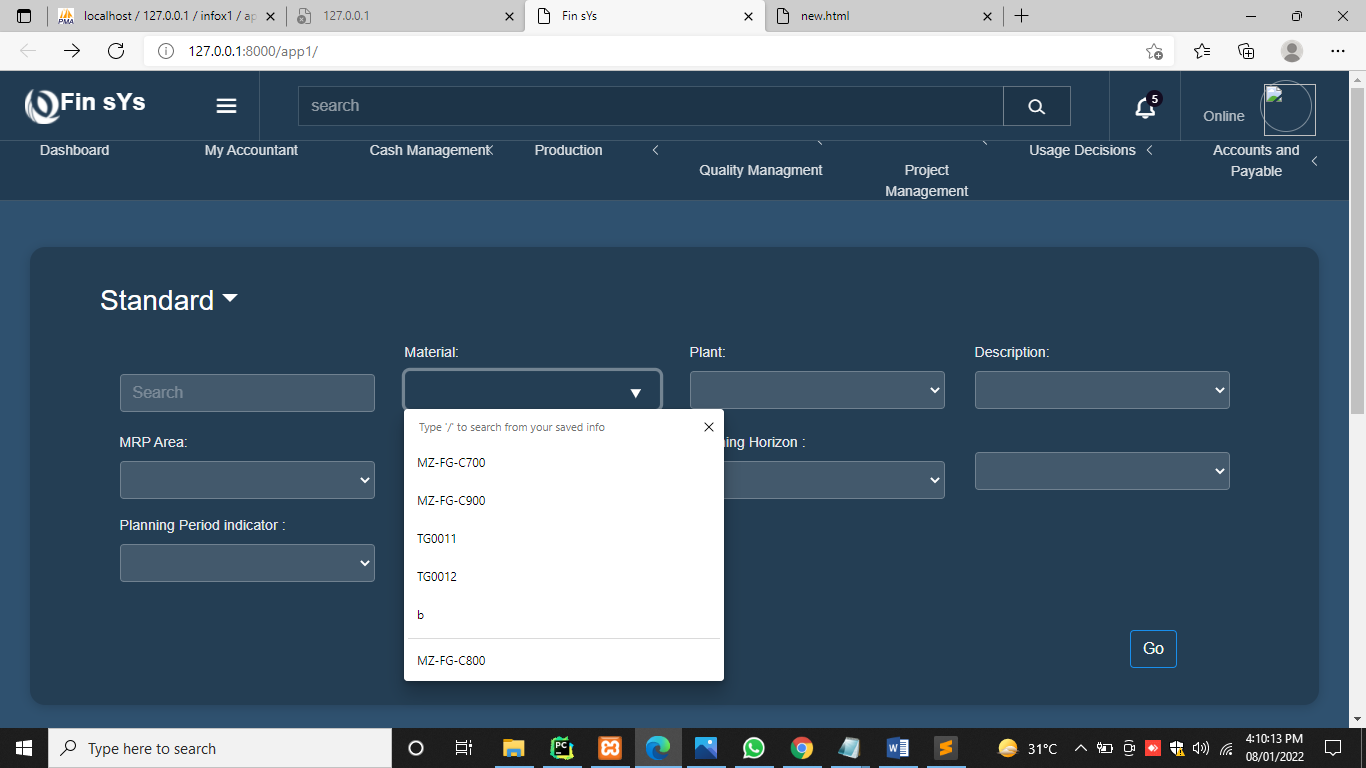 localhost / 127.0.0.1 / infox1 / ap
127.0.0.1
Fin sYs
new.html
127.0.0.1:8000/app1/
Fin sYs
search
5
Online
Dashboard
My Accountant
Cash Management
Production
Quality Managment
Project
Management
Usage Decisions
Accounts and
Payable
Standard
Search
Material:
Plant:
Description:
Type '/' to search from your saved info
MZ-FG-C700
MZ-FG-C900
TG0011
TG0012
b
MZ-FG-C800
MRP Area:
ing Horizon :
Planning Period indicator :
Go
Type here to search
31°C
4:10:13 PM
08/01/2022